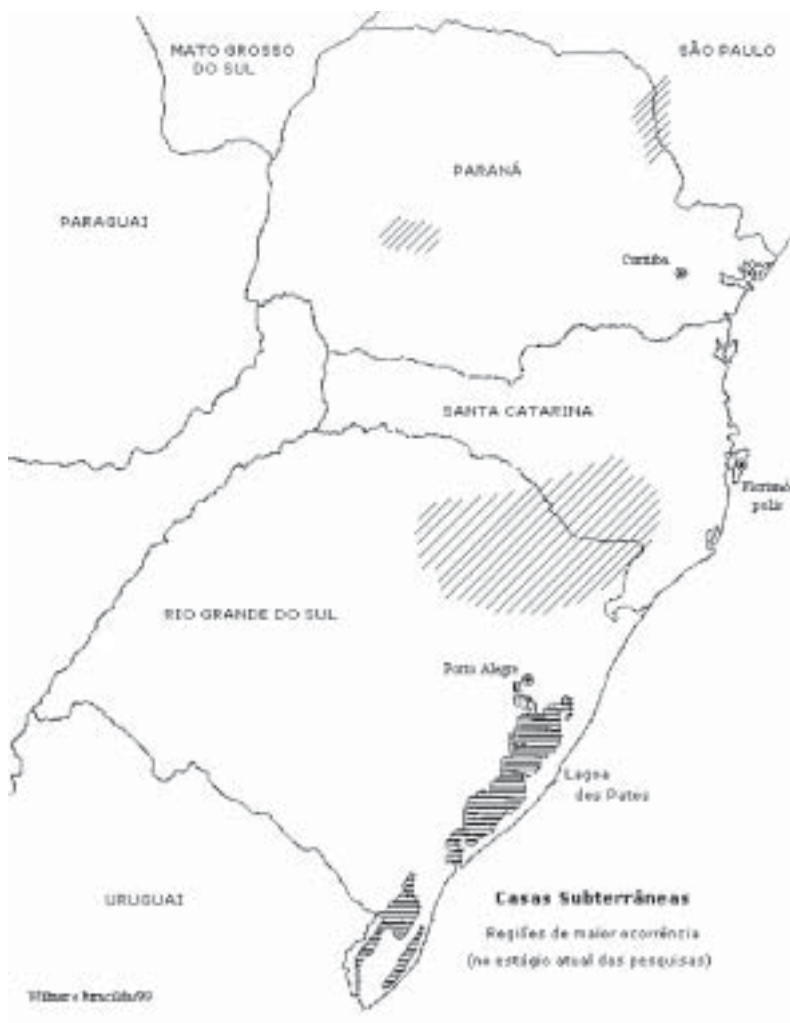 MATO GROSSO
DO SUL
SÃO PAULO
PARANÁ
PARAGUAI
Curitiba
SANTA CATARINA
Florianó
polis
RIO GRANDE DO SUL
Porto Alegre
Lagoa
dos Patos
URUGUAI
Casas Subterrâneas
Regiões de maior ocorrência
(no estágio atual das pesquisas)